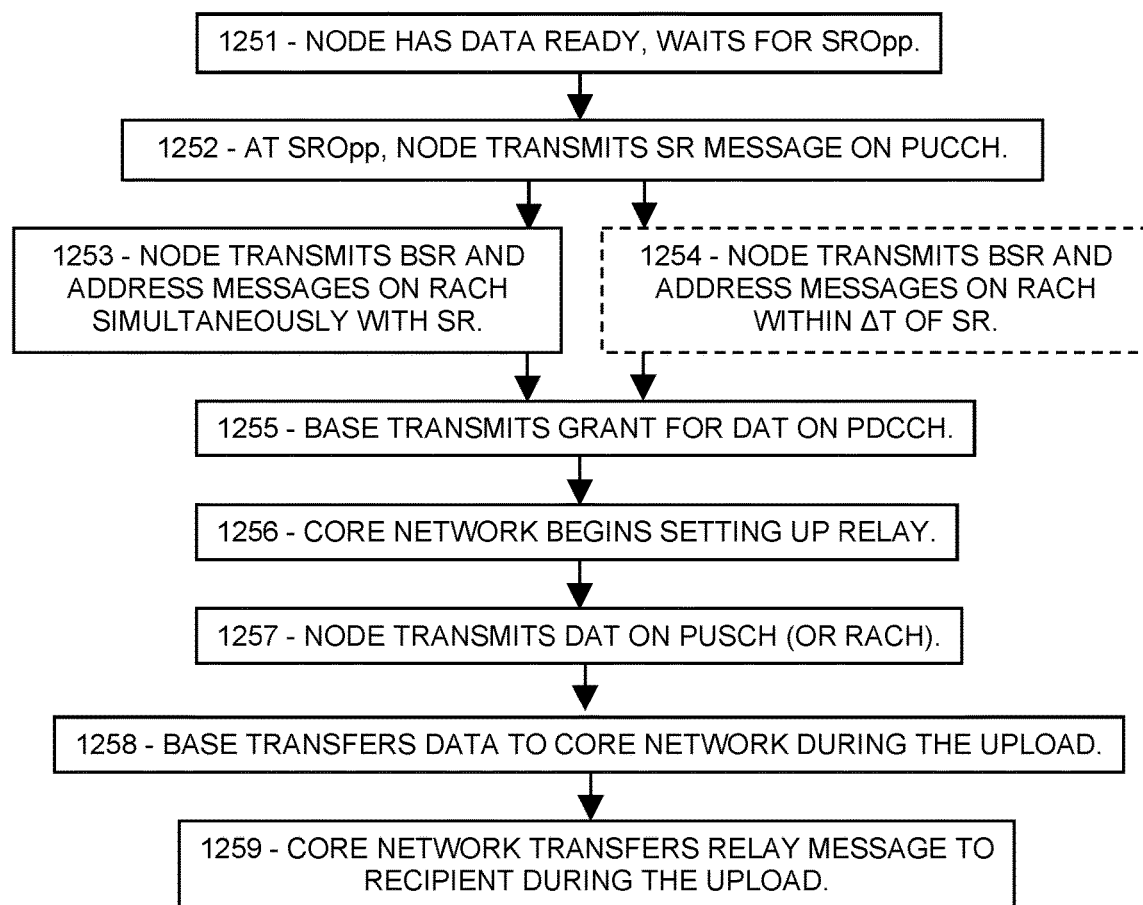 1251 - NODE HAS DATA READY, WAITS FOR SROpp.
1252 - AT SROpp, NODE TRANSMITS SR MESSAGE ON PUCCH.
1253 - NODE TRANSMITS BSR AND
ADDRESS MESSAGES ON RACH
SIMULTANEOUSLY WITH SR.
1254 - NODE TRANSMITS BSR AND
ADDRESS MESSAGES ON RACH
WITHIN ΔT OF SR.
1255 - BASE TRANSMITS GRANT FOR DAT ON PDCCH.
1256 - CORE NETWORK BEGINS SETTING UP RELAY.
1257 - NODE TRANSMITS DAT ON PUSCH (OR RACH).
1258 - BASE TRANSFERS DATA TO CORE NETWORK DURING THE UPLOAD.
1259 - CORE NETWORK TRANSFERS RELAY MESSAGE TO
RECIPIENT DURING THE UPLOAD.